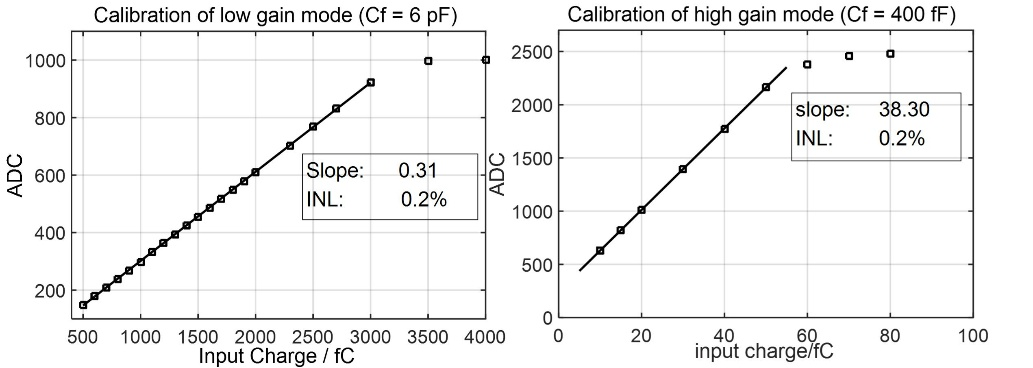 Calibration of low gain mode (Cf = 6 pF)
1000
800
600
400
200
ADC
Slope: 0.31
INL: 0.2%
500 1000 1500 2000 2500 3000 3500 4000
Input Charge / fC
Calibration of high gain mode (Cf = 400 fF)
2500
2000
1500
1000
500
0
ADC
slope: 38.30
INL: 0.2%
0 20 40 60 80 100
input charge/fC